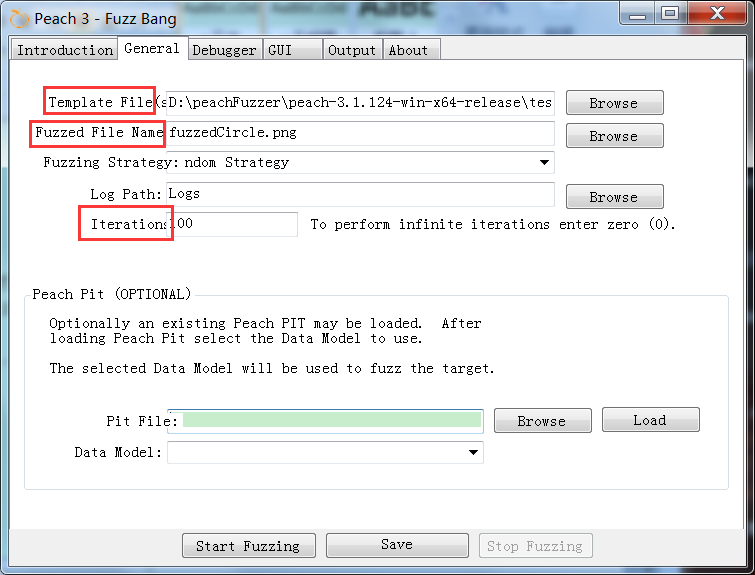 Peach 3 - Fuzz Bang
Introduction General Debugger GUI Output About
Template File(s D:\peachFuzzer\peach-3.1.124-win-x64-release\tes Browse
Fuzzed File Name fuzzedCircle.png Browse
Fuzzing Strategy: ndom Strategy
Log Path: Logs Browse
Iterations 100 To perform infinite iterations enter zero (0).
Peach Pit (OPTIONAL)
Optionally an existing Peach PIT may be loaded. After
loading Peach Pit select the Data Model to use.
The selected Data Model will be used to fuzz the target.
Pit File: Browse Load
Data Model:
Start Fuzzing Save Stop Fuzzing